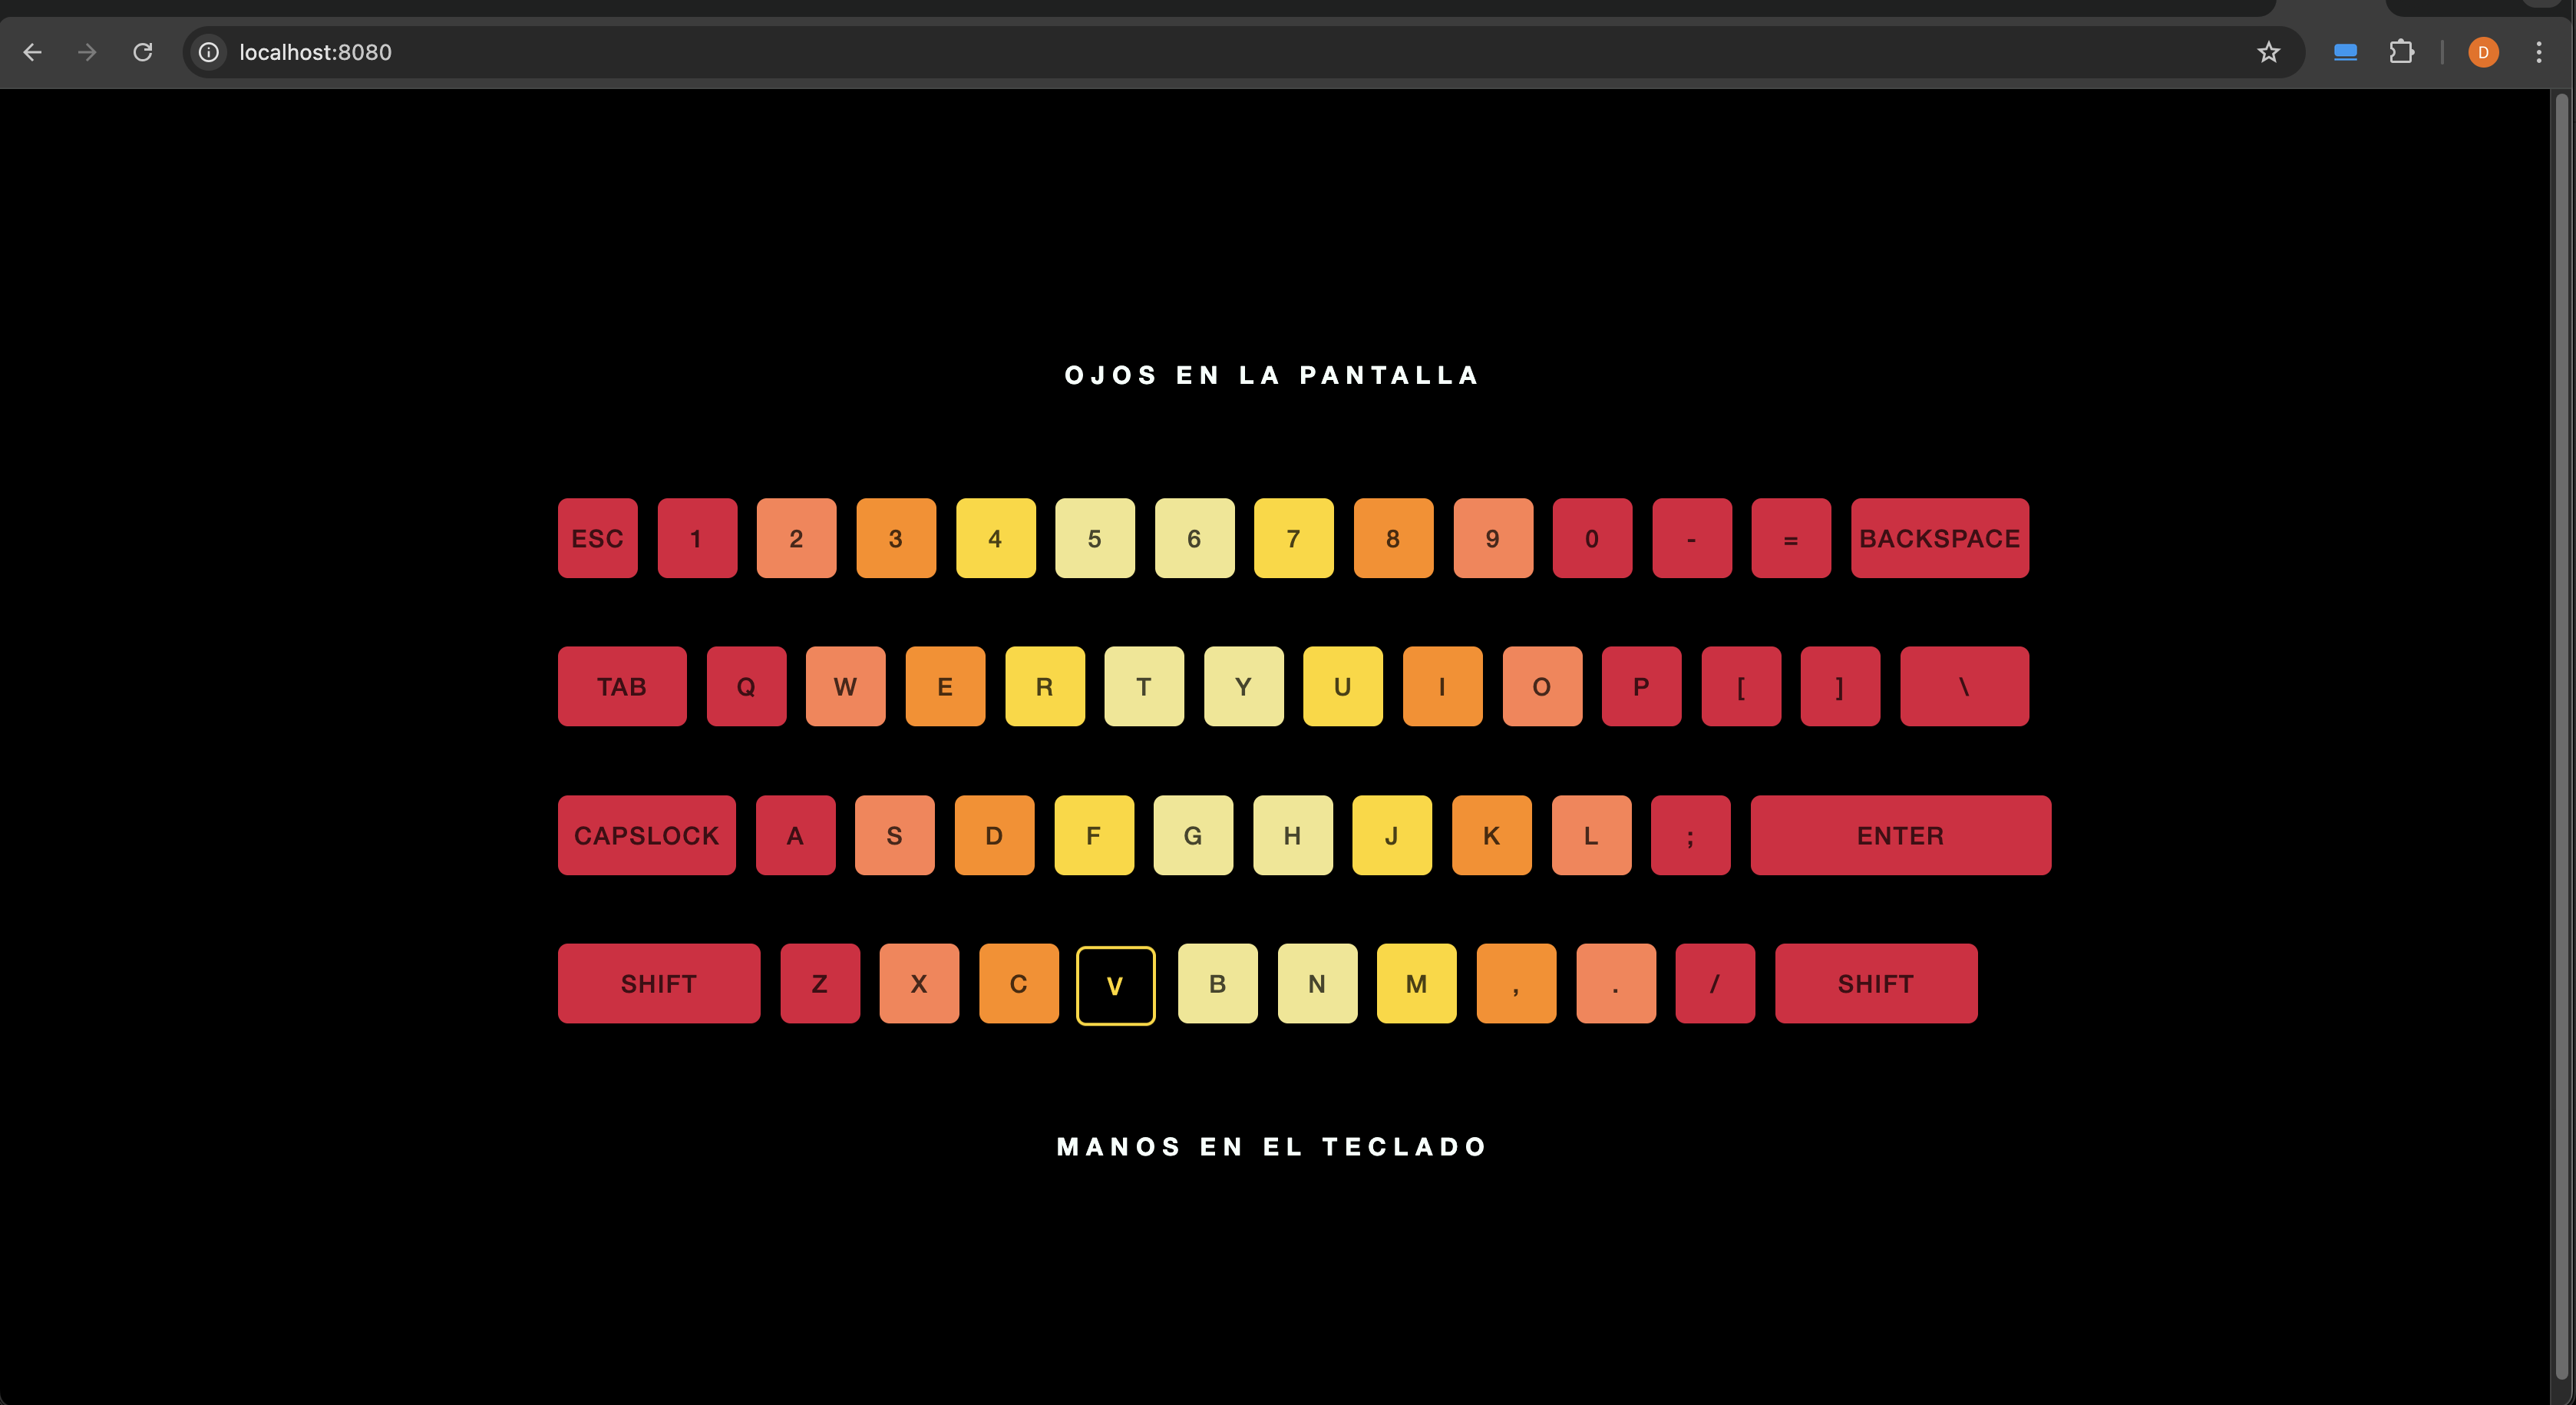 localhost:8080
D
OJOS EN LA PANTALLA
ESC 1 2 3 4 5 6 7 8 9 0 - = BACKSPACE
TAB Q W E R T Y U I O P [ ] \
CAPSLOCK A S D F G H J K L ; ENTER
SHIFT Z X C V B N M , . / SHIFT
MANOS EN EL TECLADO